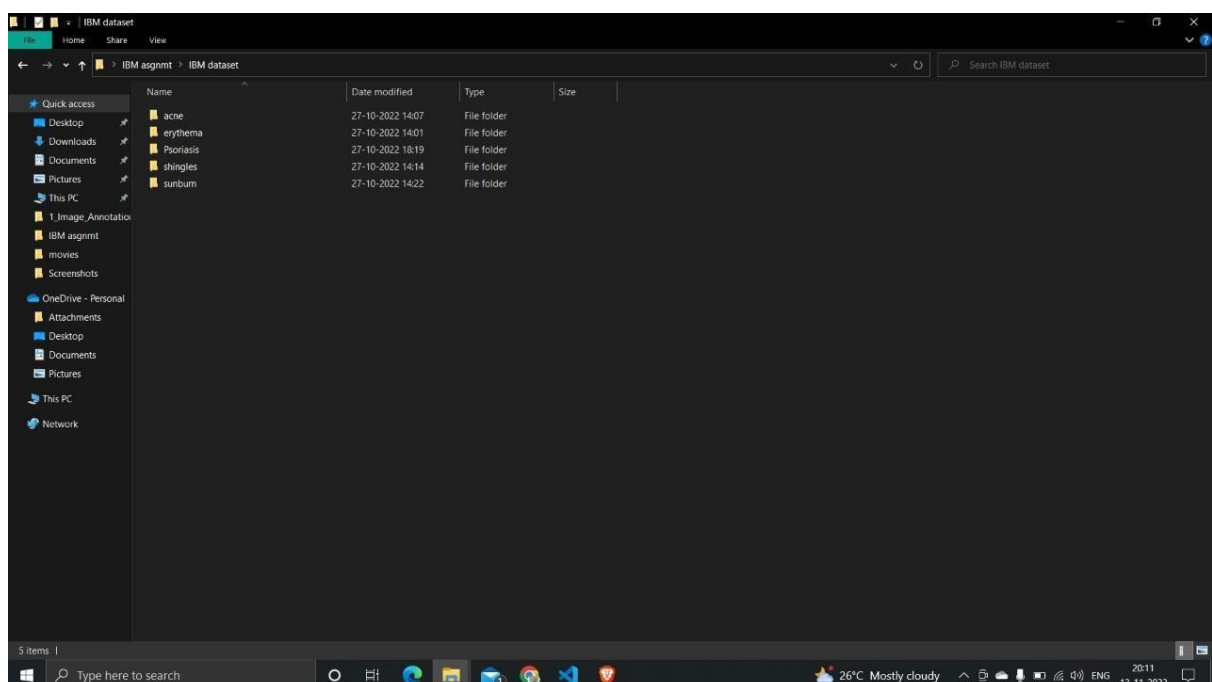 IBM dataset
File Home Share View
IBM asgnmt > IBM dataset
Search IBM dataset
Name Date modified Type Size
Quick access
Desktop
Downloads
Documents
Pictures
This PC
1_Image_Annotation
IBM asgnmt
movies
Screenshots
OneDrive - Personal
Attachments
Desktop
Documents
Pictures
This PC
Network
acne 27-10-2022 14:07 File folder
erythema 27-10-2022 14:01 File folder
Psoriasis 27-10-2022 18:19 File folder
shingles 27-10-2022 14:14 File folder
sunburn 27-10-2022 14:22 File folder
5 items
Type here to search
26°C Mostly cloudy
ENG
20:11